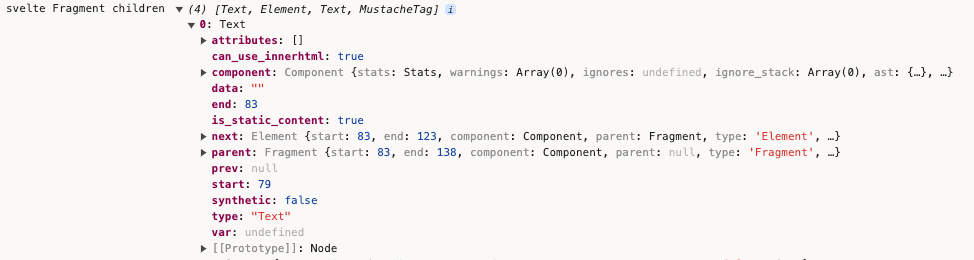 svelte Fragment children ▼ (4) [Text, Element, Text, MustacheTag] i
▼ 0: Text
▶ attributes: []
can_use_innerhtml: true
▶ component: Component {stats: Stats, warnings: Array(0), ignores: undefined, ignore_stack: Array(0), ast: {…}, …}
data: ""
end: 83
is_static_content: true
▶ next: Element {start: 83, end: 123, component: Component, parent: Fragment, type: 'Element', …}
▶ parent: Fragment {start: 83, end: 138, component: Component, parent: null, type: 'Fragment', …}
prev: null
start: 79
synthetic: false
type: "Text"
var: undefined
▶ [[Prototype]]: Node